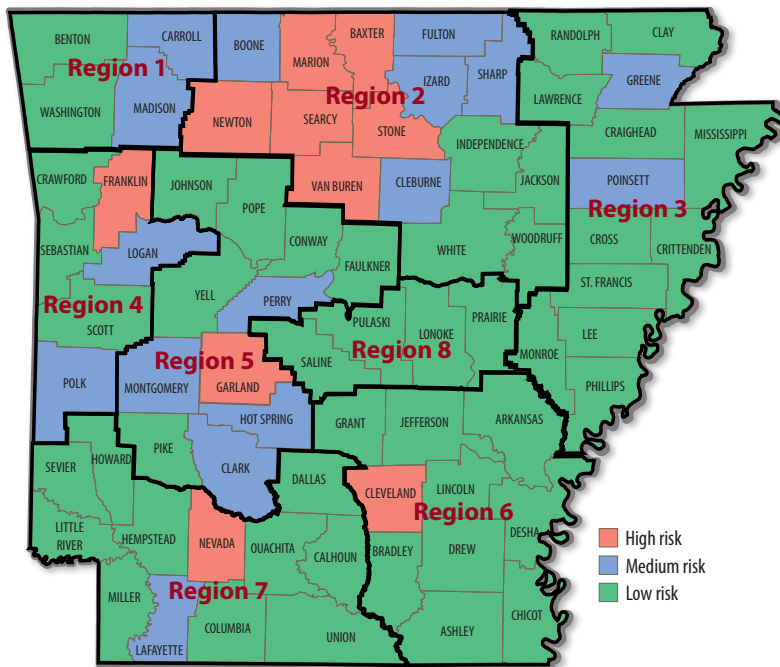 BENTON
CARROLL
BOONE
MARION
BAXTER
FULTON
RANDOLPH
CLAY
Region 1
IZARD
SHARP
GREENE
WASHINGTON
MADISON
Region 2
NEWTON
SEARCY
STONE
LAWRENCE
INDEPENDENCE
CRAIGHEAD
MISSISSIPPI
CRAWFORD
FRANKLIN
JOHNSON
POPE
VAN BUREN
CLEBURNE
JACKSON
POINSETT
Region 3
SEBASTIAN
LOGAN
CONWAY
FAULKNER
WHITE
WOODRUFF
CROSS
CRITTENDEN
Region 4
SCOTT
YELL
PERRY
PULASKI
LONOKE
PRAIRIE
ST. FRANCIS
LEE
Region 5
Region 8
SALINE
MONROE
POLK
MONTGOMERY
GARLAND
PHILLIPS
HOT SPRING
GRANT
JEFFERSON
ARKANSAS
SEVIER
HOWARD
PIKE
CLARK
DALLAS
CLEVELAND
LINCOLN
Region 6
DESHA
LITTLE
RIVER
HEMPSTEAD
NEVADA
OUACHITA
CALHOUN
BRADLEY
DREW
Region 7
MILLER
LAFAYETTE
COLUMBIA
UNION
ASHLEY
CHICOT
High risk
Medium risk
Low risk